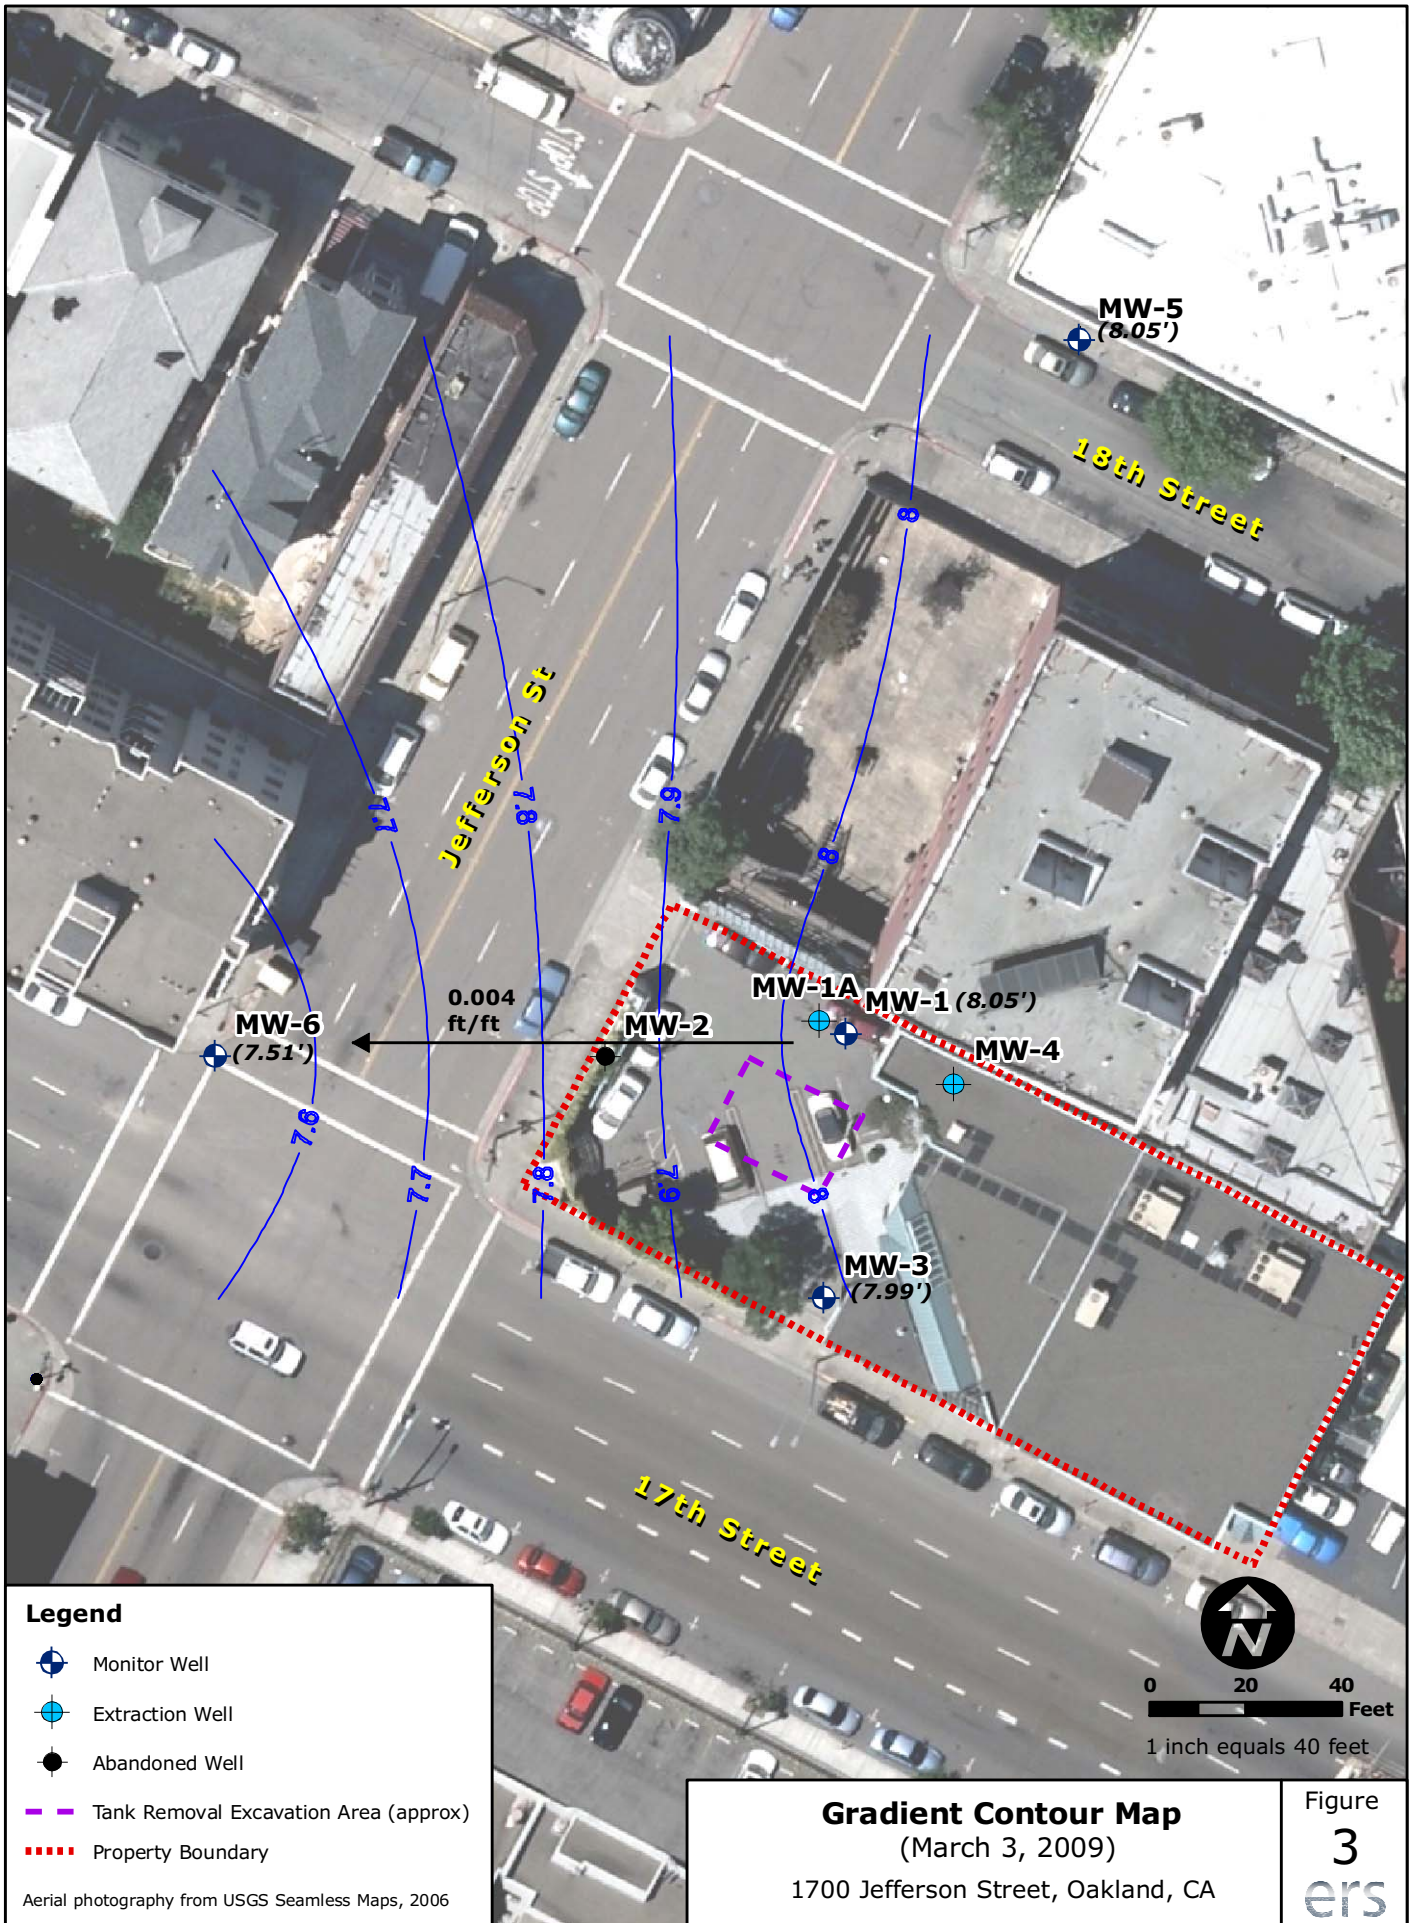 STOP STOP
MW-5
(8.05')
18th Street
8
Jefferson St
7.7
7.8
7.9
8
MW-1A
MW-1 (8.05')
0.004
ft/ft
MW-6
(7.51')
MW-2
MW-4
7.6
7.7
7.8
7.9
8
MW-3
(7.99')
17th Street
N
0 20 40
Feet
1 inch equals 40 feet
Legend
Monitor Well
Extraction Well
Abandoned Well
Tank Removal Excavation Area (approx)
Property Boundary
Aerial photography from USGS Seamless Maps, 2006
Gradient Contour Map
(March 3, 2009)
1700 Jefferson Street, Oakland, CA
Figure
3
ers